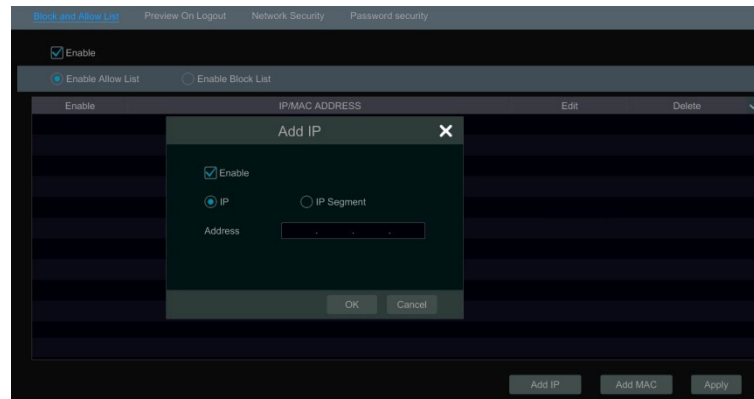 Block and Allow List Preview On Logout Network Security Password security
Enable
Enable Allow List Enable Block List
Enable IP/MAC ADDRESS Edit Delete
Add IP
Enable
IP IP Segment
Address . . .
OK Cancel
Add IP Add MAC Apply